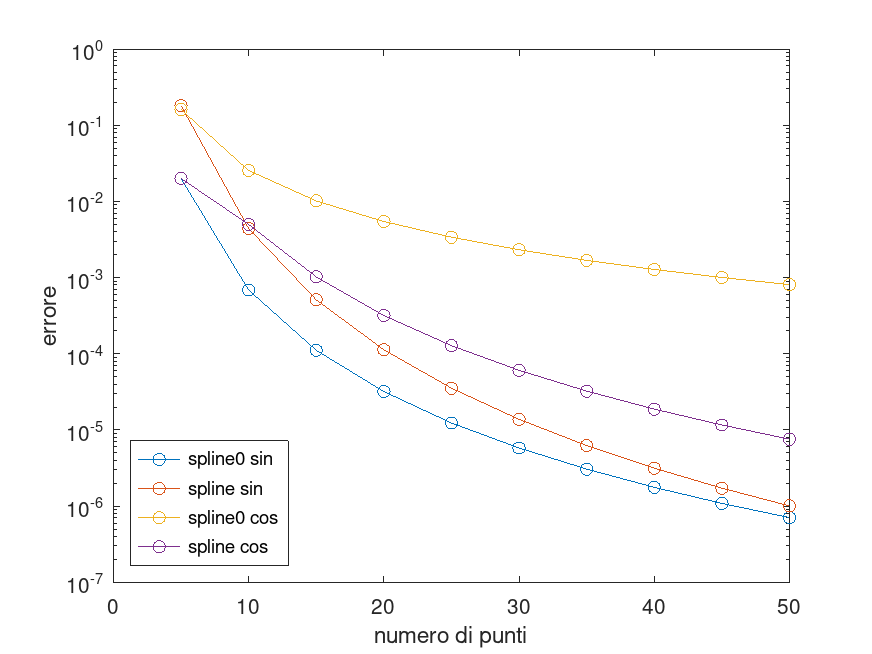 10^0
10^-1
10^-2
10^-3
10^-4
10^-5
10^-6
10^-7
errore
spline0 sin
spline sin
spline0 cos
spline cos
0 10 20 30 40 50
numero di punti